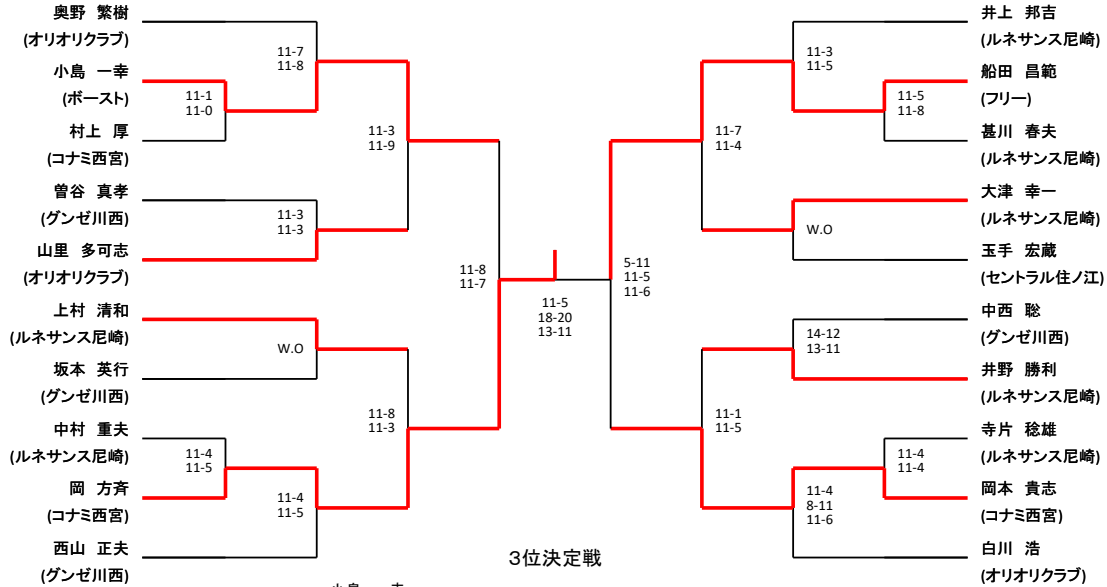 奥野 繁樹
(オリオリクラブ)
小島 一幸
(ボースト)
村上 厚
(コナミ西宮)
曽谷 真孝
(グンゼ川西)
山里 多可志
(オリオリクラブ)
上村 清和
(ルネサンス尼崎)
坂本 英行
(グンゼ川西)
中村 重夫
(ルネサンス尼崎)
岡 方斉
(コナミ西宮)
西山 正夫
(グンゼ川西)
11-1
11-0
11-4
11-5
11-7
11-8
11-3
11-3
W.O
11-4
11-5
11-3
11-9
11-8
11-3
11-8
11-7
11-5
18-20
13-11
5-11
11-5
11-6
11-7
11-4
11-1
11-5
11-3
11-5
W.O
14-12
13-11
11-4
8-11
11-6
11-5
11-8
11-4
11-4
井上 邦吉
(ルネサンス尼崎)
船田 昌範
(フリー)
甚川 春夫
(ルネサンス尼崎)
大津 幸一
(ルネサンス尼崎)
玉手 宏蔵
(セントラル住ノ江)
中西 聡
(グンゼ川西)
井野 勝利
(ルネサンス尼崎)
寺片 稔雄
(ルネサンス尼崎)
岡本 貴志
(コナミ西宮)
白川 浩
(オリオリクラブ)
3位決定戦